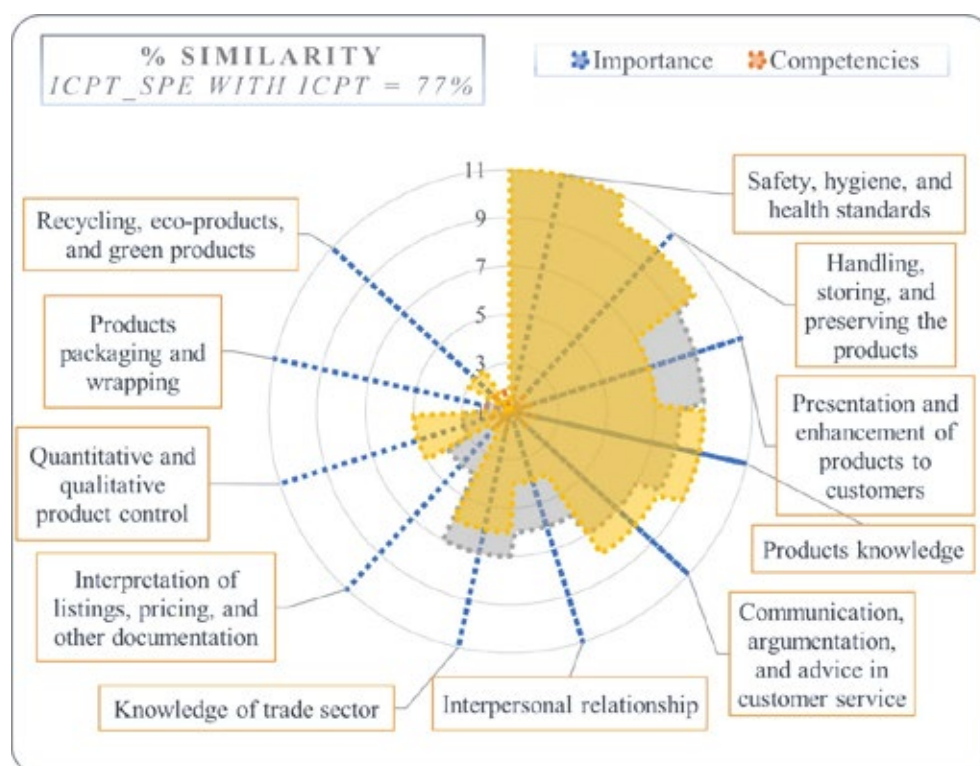 % SIMILARITY
ICPT_SPE WITH ICPT = 77%
Importance
Competencies
11
9
7
5
3
1
Safety, hygiene, and
health standards
Handling,
storing, and
preserving the
products
Presentation and
enhancement of
products to
customers
Products knowledge
Communication,
argumentation,
and advice in
customer service
Interpersonal relationship
Knowledge of trade sector
Interpretation of
listings, pricing, and
other documentation
Quantitative and
qualitative
product control
Products
packaging and
wrapping
Recycling, eco-products,
and green products